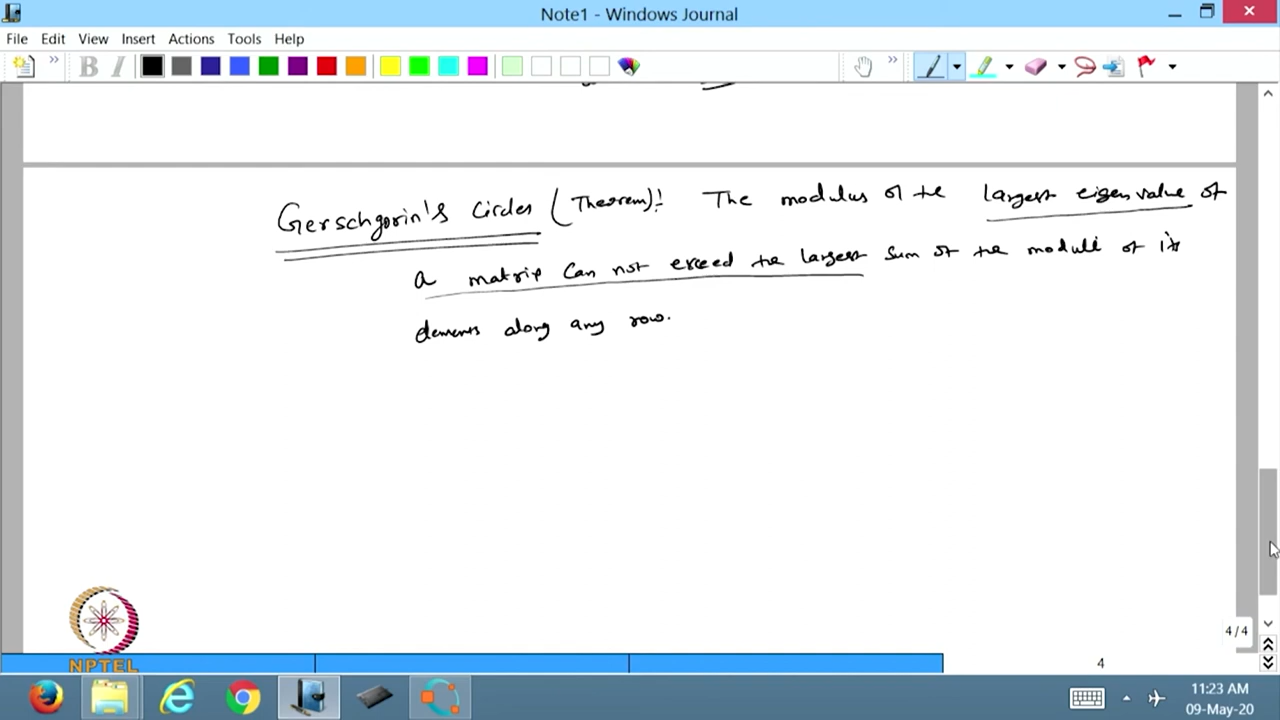 Note1 - Windows Journal
File Edit View Insert Actions Tools Help
Gerschgorin's Circles (Theorem): The modulus of the largest eigenvalue of
a matrix can not exceed the largest sum of the moduli of its
elements along any row.
4/4
NPTEL
4
11:23 AM
09-May-20